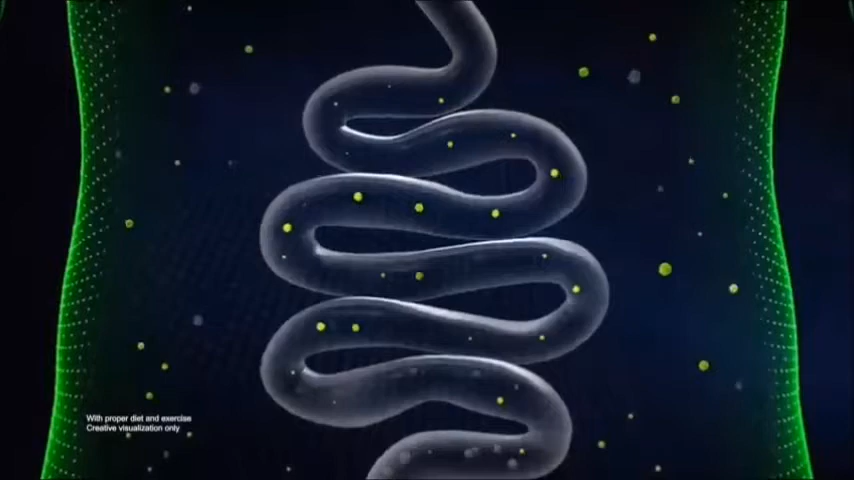 With proper diet and exercise
Creative visualization only